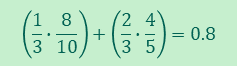 (1/3 · 8/10) + (2/3 · 4/5) = 0.8